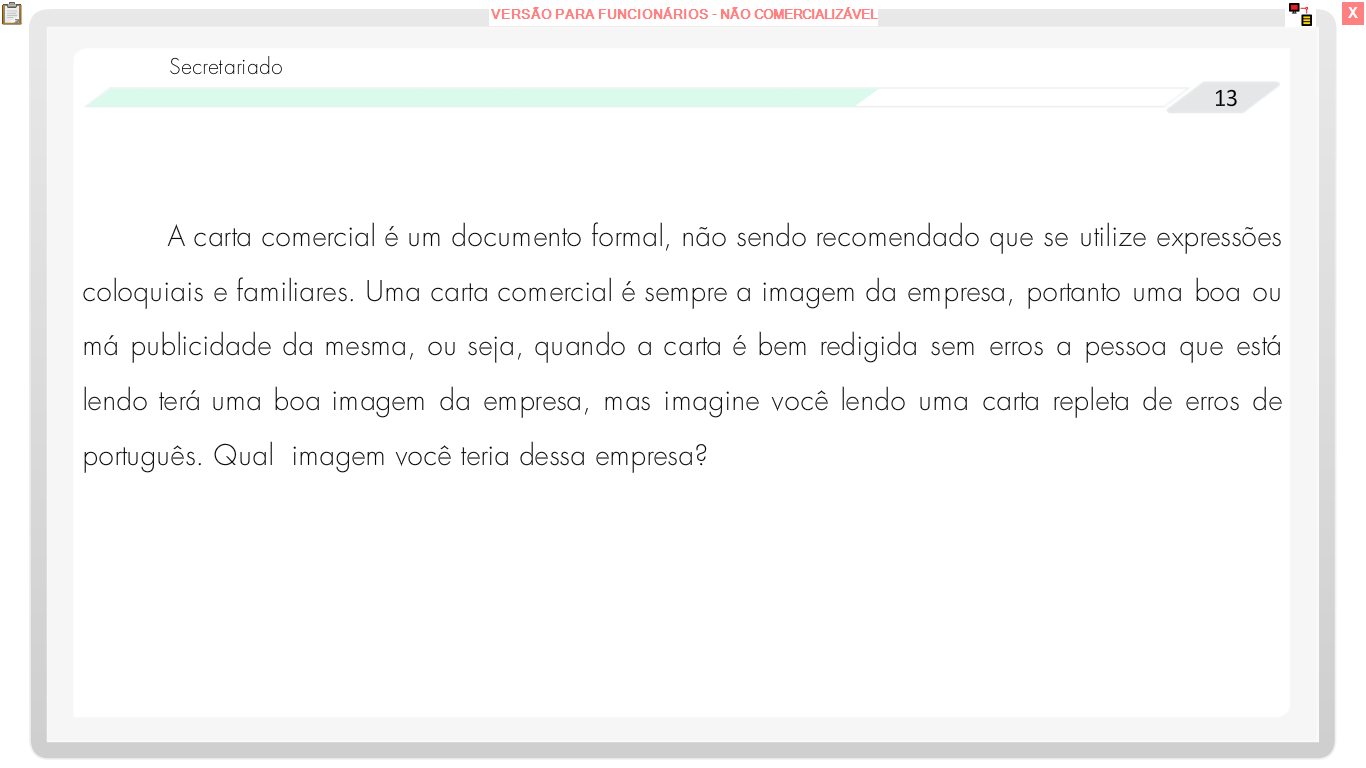 VERSÃO PARA FUNCIONÁRIOS - NÃO COMERCIALIZÁVEL
X
Secretariado
13
A carta comercial é um documento formal, não sendo recomendado que se utilize expressões
coloquiais e familiares. Uma carta comercial é sempre a imagem da empresa, portanto uma boa ou
má publicidade da mesma, ou seja, quando a carta é bem redigida sem erros a pessoa que está
lendo terá uma boa imagem da empresa, mas imagine você lendo uma carta repleta de erros de
português. Qual  imagem você teria dessa empresa?